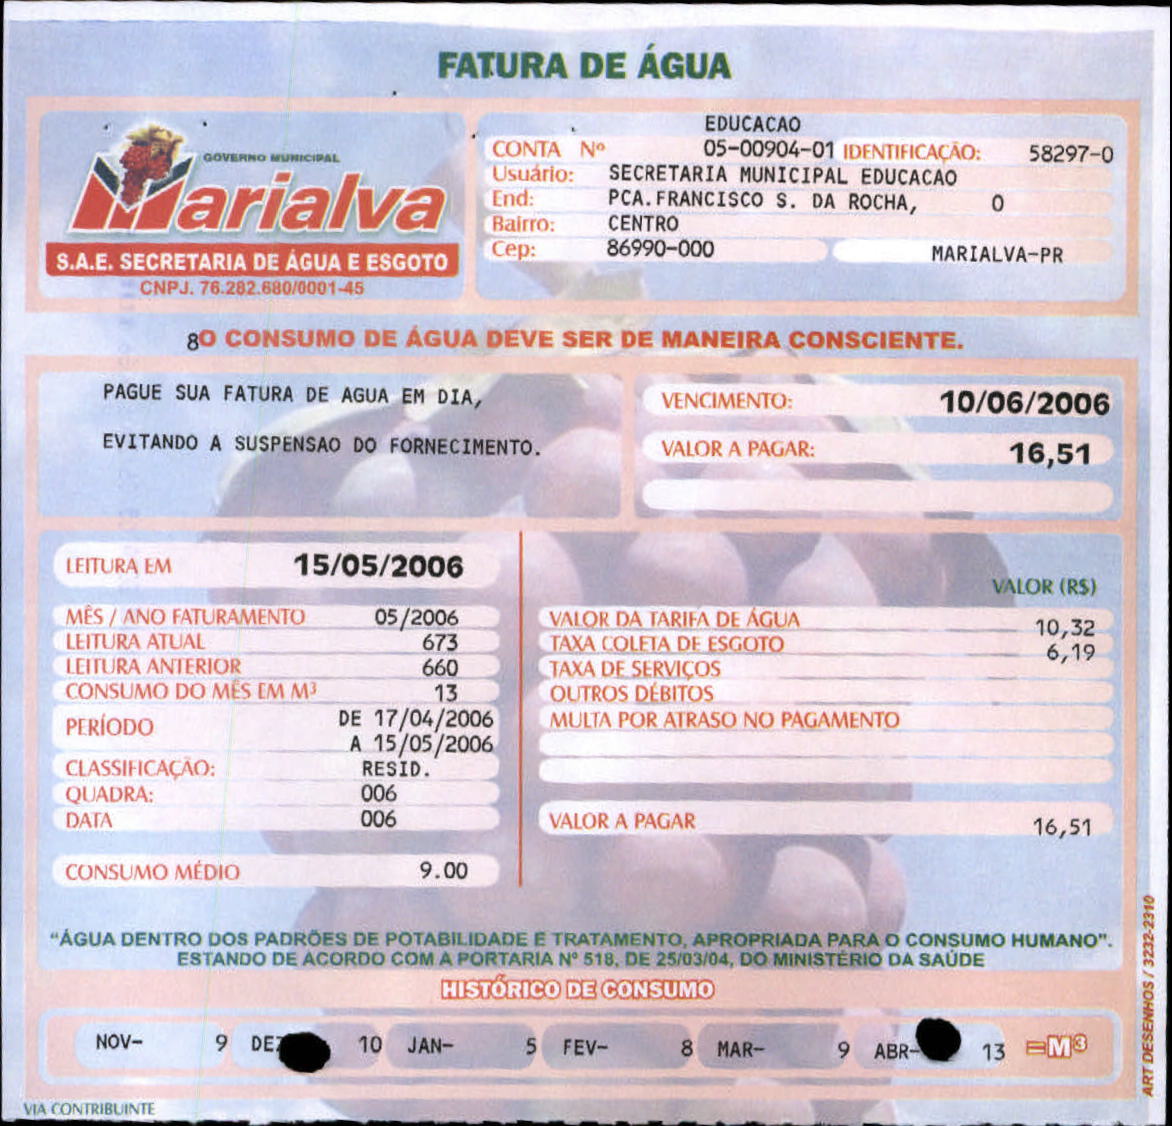 FATURA DE ÁGUA
GOVERNO MUNICIPAL
Marialva
S.A.E. SECRETARIA DE ÁGUA E ESGOTO
CNPJ. 76.282.680/0001-45
EDUCACAO
CONTA Nº 05-00904-01 IDENTIFICAÇÃO: 58297-0
Usuário: SECRETARIA MUNICIPAL EDUCACAO
End: PCA.FRANCISCO S. DA ROCHA, 0
Bairro: CENTRO
Cep: 86990-000 MARIALVA-PR
8O CONSUMO DE ÁGUA DEVE SER DE MANEIRA CONSCIENTE.
PAGUE SUA FATURA DE AGUA EM DIA,
EVITANDO A SUSPENSAO DO FORNECIMENTO.
VENCIMENTO: 10/06/2006
VALOR A PAGAR: 16,51
LEITURA EM 15/05/2006
MÊS / ANO FATURAMENTO 05/2006
LEITURA ATUAL 673
LEITURA ANTERIOR 660
CONSUMO DO MÊS EM M³ 13
PERÍODO DE 17/04/2006
A 15/05/2006
CLASSIFICAÇÃO: RESID.
QUADRA: 006
DATA 006
CONSUMO MÉDIO 9.00
VALOR (R$)
VALOR DA TARIFA DE ÁGUA 10,32
TAXA COLETA DE ESGOTO 6,19
TAXA DE SERVIÇOS
OUTROS DÉBITOS
MULTA POR ATRASO NO PAGAMENTO
VALOR A PAGAR 16,51
"ÁGUA DENTRO DOS PADRÕES DE POTABILIDADE E TRATAMENTO, APROPRIADA PARA O CONSUMO HUMANO".
ESTANDO DE ACORDO COM A PORTARIA Nº 518, DE 25/03/04, DO MINISTÉRIO DA SAÚDE
HISTÓRICO DE CONSUMO
NOV- 9 DEZ 10 JAN- 5 FEV- 8 MAR- 9 ABR- 13 =M³
VIA CONTRIBUINTE
ART DESENHOS / 3232-2310